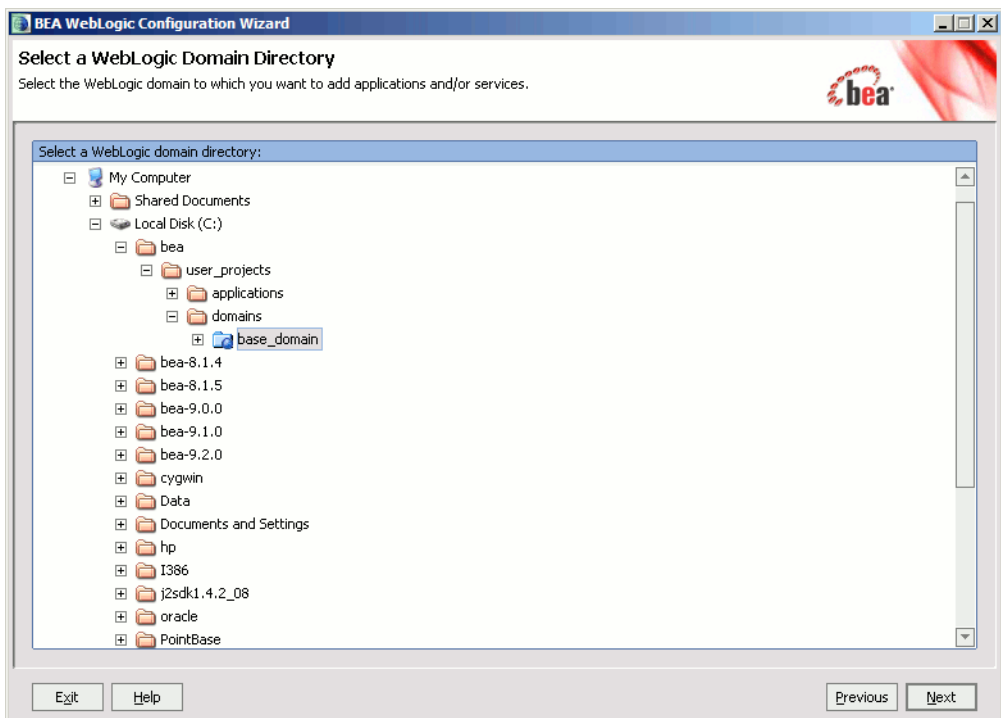 BEA WebLogic Configuration Wizard
Select a WebLogic Domain Directory
Select the WebLogic domain to which you want to add applications and/or services.
bea
Select a WebLogic domain directory:
My Computer
Shared Documents
Local Disk (C:)
bea
user_projects
applications
domains
base_domain
bea-8.1.4
bea-8.1.5
bea-9.0.0
bea-9.1.0
bea-9.2.0
cygwin
Data
Documents and Settings
hp
I386
j2sdk1.4.2_08
oracle
PointBase
Exit Help Previous Next